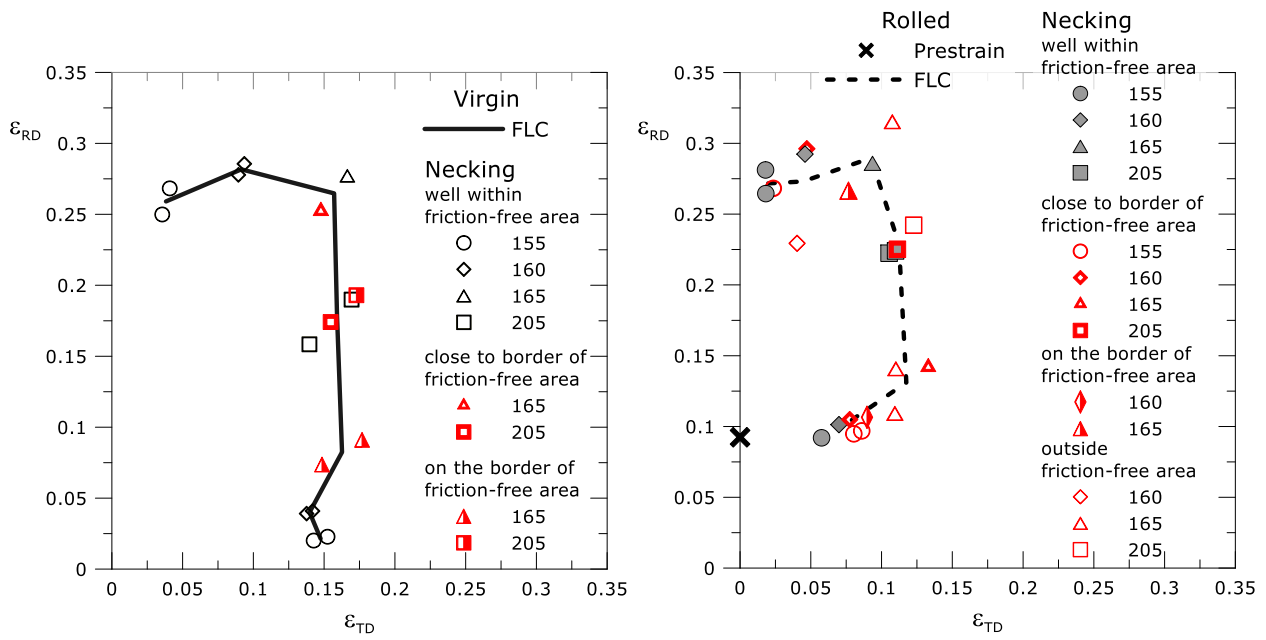 Virgin
FLC
Necking
well within
friction-free area
155
160
165
205
close to border of
friction-free area
165
205
on the border of
friction-free area
165
205
0.35
0.3
0.25
0.2
0.15
0.1
0.05
0
εRD
0 0.05 0.1 0.15 0.2 0.25 0.3 0.35
εTD
Rolled
Prestrain
FLC
Necking
well within
friction-free area
155
160
165
205
close to border of
friction-free area
155
160
165
205
on the border of
friction-free area
160
165
outside
friction-free area
160
165
205
0.35
0.3
0.25
0.2
0.15
0.1
0.05
0
εRD
0 0.05 0.1 0.15 0.2 0.25 0.3 0.35
εTD